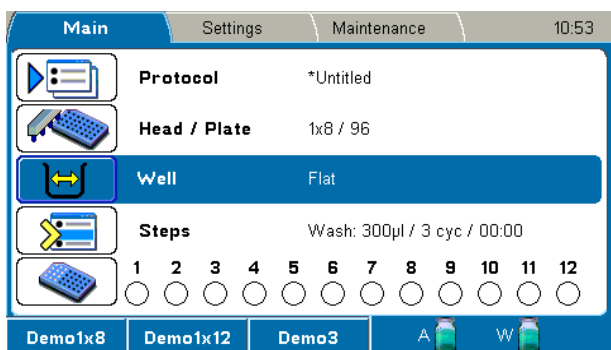 Main Settings Maintenance 10:53
Protocol *Untitled
Head / Plate 1x8 / 96
Well Flat
Steps Wash: 300µl / 3 cyc / 00:00
1 2 3 4 5 6 7 8 9 10 11 12
Demo1x8 Demo1x12 Demo3 A W